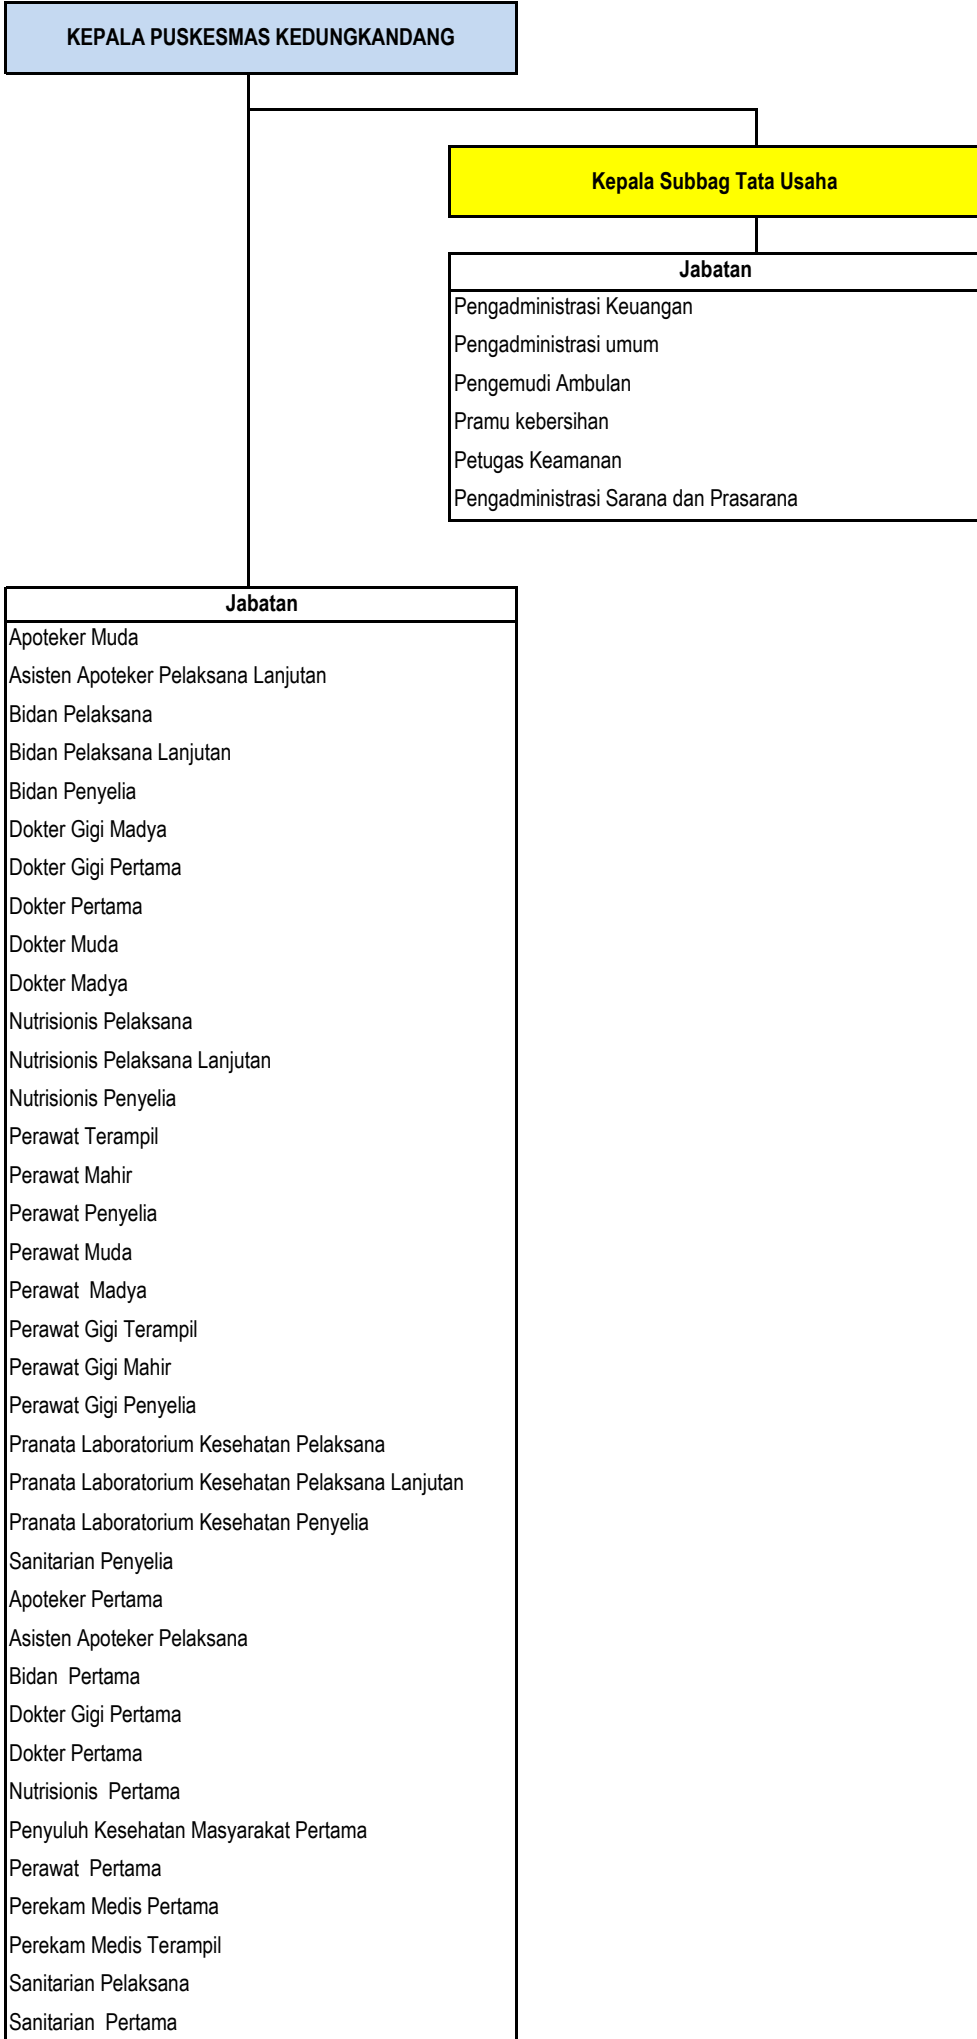 KEPALA PUSKESMAS KEDUNGKANDANG
Kepala Subbag Tata Usaha
Jabatan
Pengadministrasi Keuangan
Pengadministrasi umum
Pengemudi Ambulan
Pramu kebersihan
Petugas Keamanan
Pengadministrasi Sarana dan Prasarana
Jabatan
Apoteker Muda
Asisten Apoteker Pelaksana Lanjutan
Bidan Pelaksana
Bidan Pelaksana Lanjutan
Bidan Penyelia
Dokter Gigi Madya
Dokter Gigi Pertama
Dokter Pertama
Dokter Muda
Dokter Madya
Nutrisionis Pelaksana
Nutrisionis Pelaksana Lanjutan
Nutrisionis Penyelia
Perawat Terampil
Perawat Mahir
Perawat Penyelia
Perawat Muda
Perawat  Madya
Perawat Gigi Terampil
Perawat Gigi Mahir
Perawat Gigi Penyelia
Pranata Laboratorium Kesehatan Pelaksana
Pranata Laboratorium Kesehatan Pelaksana Lanjutan
Pranata Laboratorium Kesehatan Penyelia
Sanitarian Penyelia
Apoteker Pertama
Asisten Apoteker Pelaksana
Bidan  Pertama
Dokter Gigi Pertama
Dokter Pertama
Nutrisionis  Pertama
Penyuluh Kesehatan Masyarakat Pertama
Perawat  Pertama
Perekam Medis Pertama
Perekam Medis Terampil
Sanitarian Pelaksana
Sanitarian  Pertama